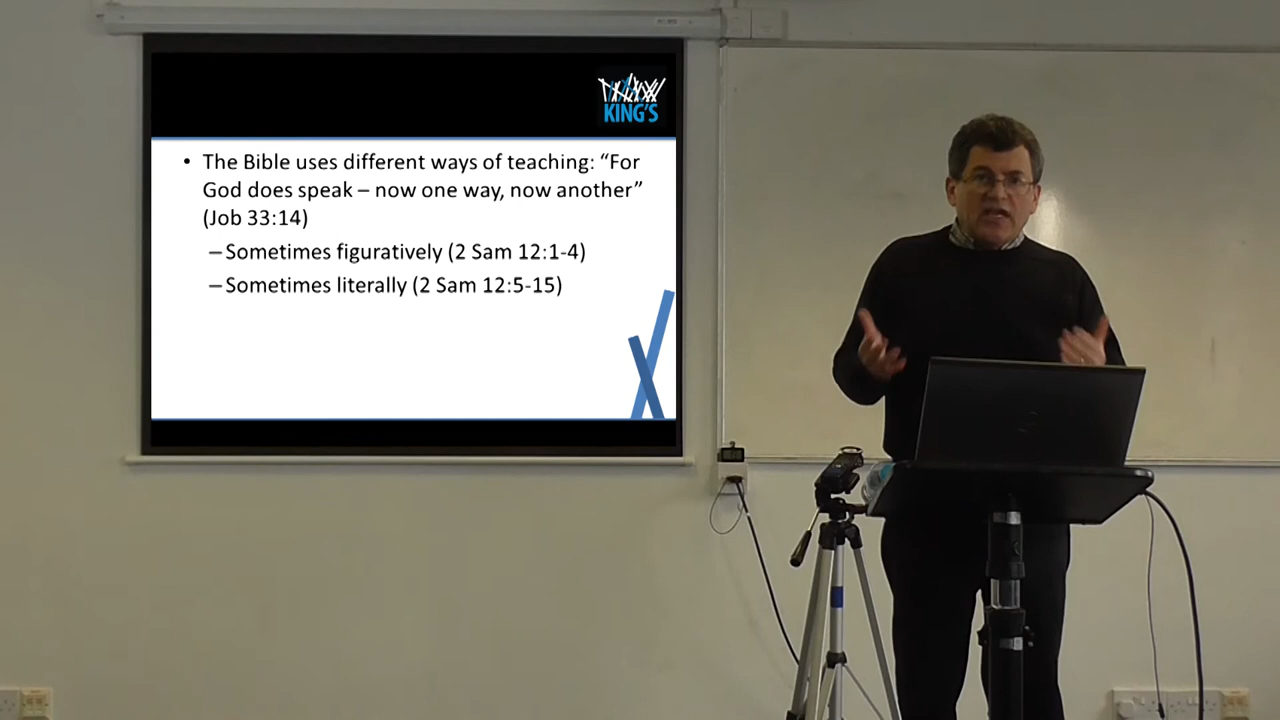 KING'S
• The Bible uses different ways of teaching: “For
God does speak – now one way, now another”
(Job 33:14)
–Sometimes figuratively (2 Sam 12:1-4)
–Sometimes literally (2 Sam 12:5-15)